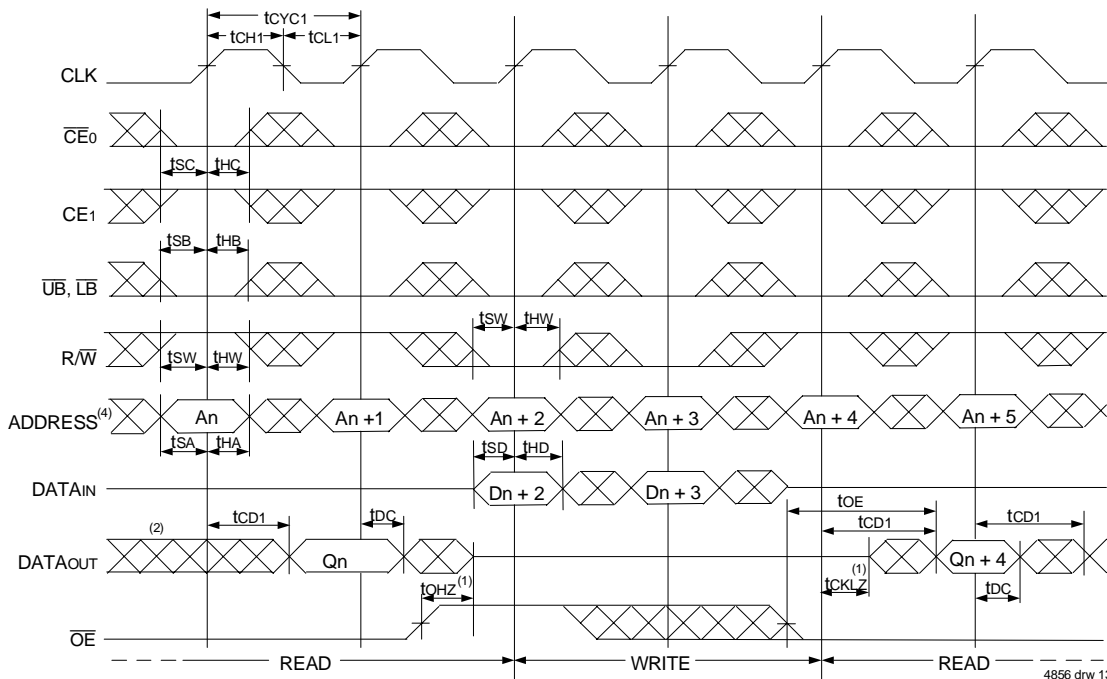 tCYC1
tCH1 tCL1
CLK
CE0
tSC tHC
CE1
tSB tHB
UB, LB
tSW tHW
R/W
tSW tHW
ADDRESS(4) An An +1 An + 2 An + 3 An + 4 An + 5
tSA tHA tSD tHD
DATAIN Dn + 2 Dn + 3
tOE
(2) tCD1 tDC tCD1 tCD1
DATAOUT Qn Qn + 4
tOHZ(1) tCKLZ(1) tDC
OE
READ WRITE READ
4856 drw 13